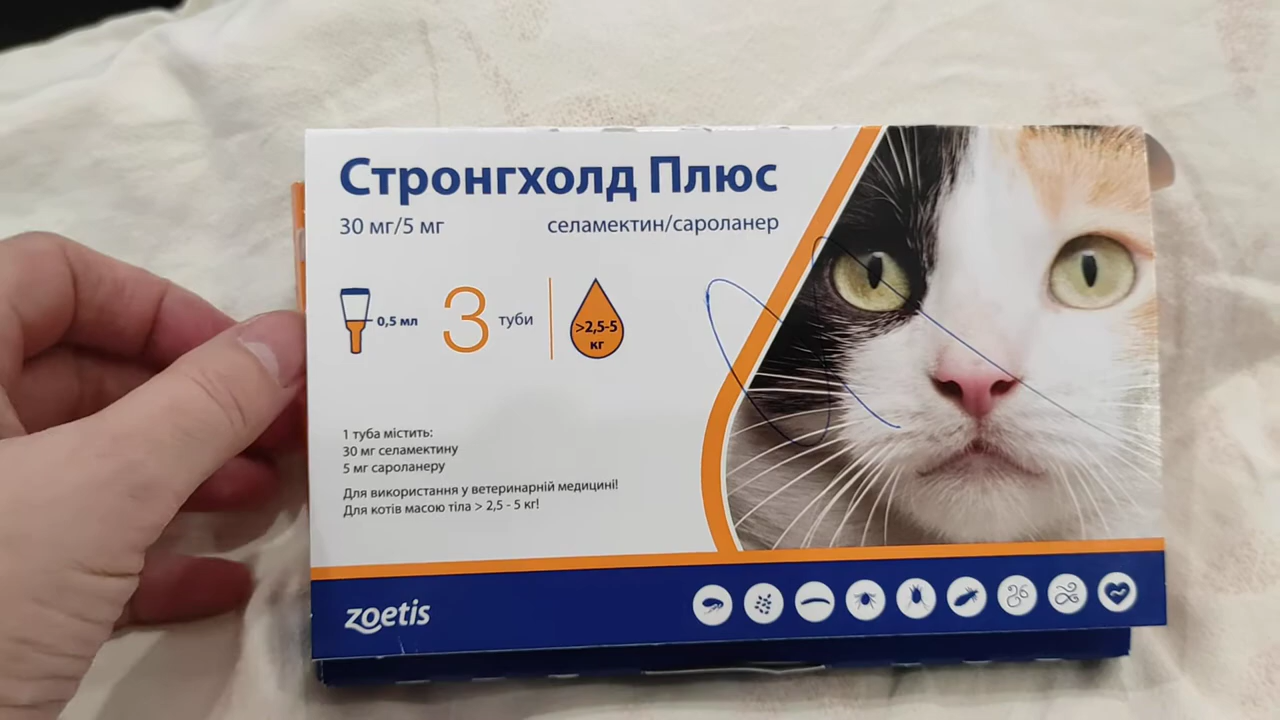 Стронгхолд Плюс
30 мг/5 мг селамектин/сароланер
0,5 мл 3 туби >2,5-5 кг
1 туба містить:
30 мг селамектину
5 мг сароланеру
Для використання у ветеринарній медицині!
Для котів масою тіла > 2,5 - 5 кг!
zoetis